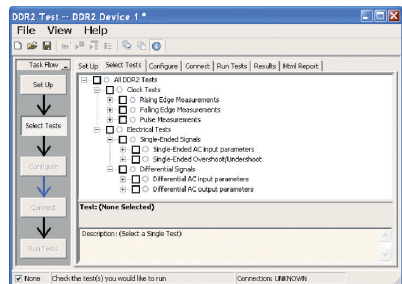 DDR2 Test -- DDR2 Device 1 *
File View Help
Task Flow
Set Up
Select Tests
Configure
Connect
Run Tests
Set Up Select Tests Configure Connect Run Tests Results Html Report
All DDR2 Tests
Clock Tests
Rising Edge Measurements
Falling Edge Measurements
Pulse Measurements
Electrical Tests
Single-Ended Signals
Single-Ended AC input parameters
Single-Ended Overshoot/Undershoot
Differential Signals
Differential AC input parameters
Differential AC output parameters
Test: (None Selected)
Description: (Select a Single Test)
None Check the test(s) you would like to run Connection: UNKNOWN